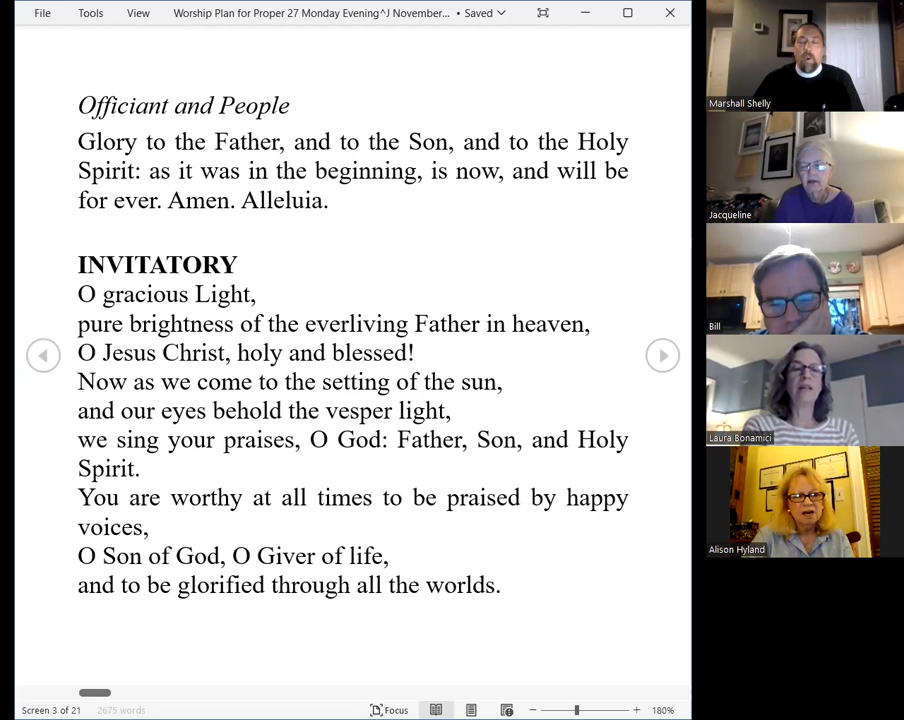 File Tools View Worship Plan for Proper 27 Monday Evening^J November... • Saved
Officiant and People
Glory to the Father, and to the Son, and to the Holy
Spirit: as it was in the beginning, is now, and will be
for ever. Amen. Alleluia.
INVITATORY
O gracious Light,
pure brightness of the everliving Father in heaven,
O Jesus Christ, holy and blessed!
Now as we come to the setting of the sun,
and our eyes behold the vesper light,
we sing your praises, O God: Father, Son, and Holy
Spirit.
You are worthy at all times to be praised by happy
voices,
O Son of God, O Giver of life,
and to be glorified through all the worlds.
Screen 3 of 21 2675 words Focus 180%
Marshall Shelly
Jacqueline
Bill
Laura Bonamici
Alison Hyland